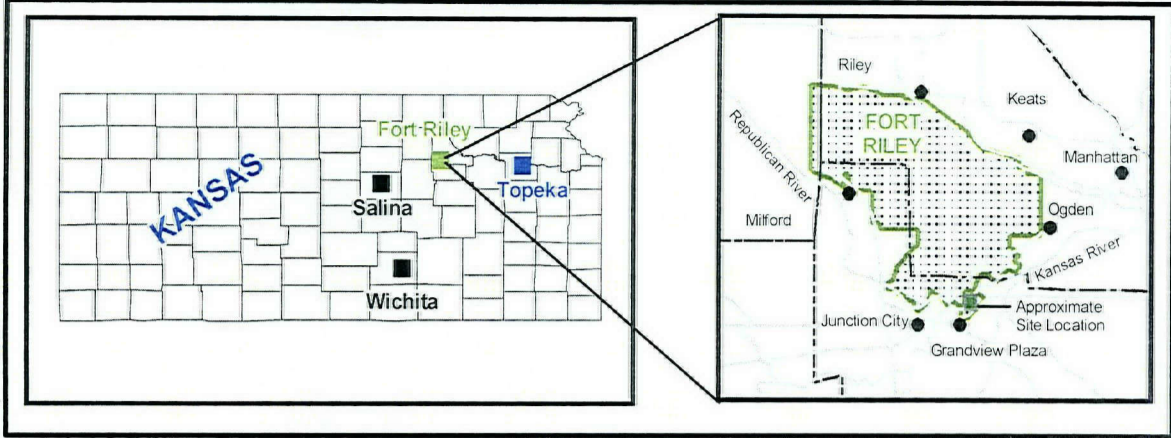 KANSAS
Fort Riley
Topeka
Salina
Wichita
Riley
Keats
FORT
RILEY
Manhattan
Republican River
Ogden
Milford
Kansas River
Approximate
Site Location
Junction City
Grandview Plaza